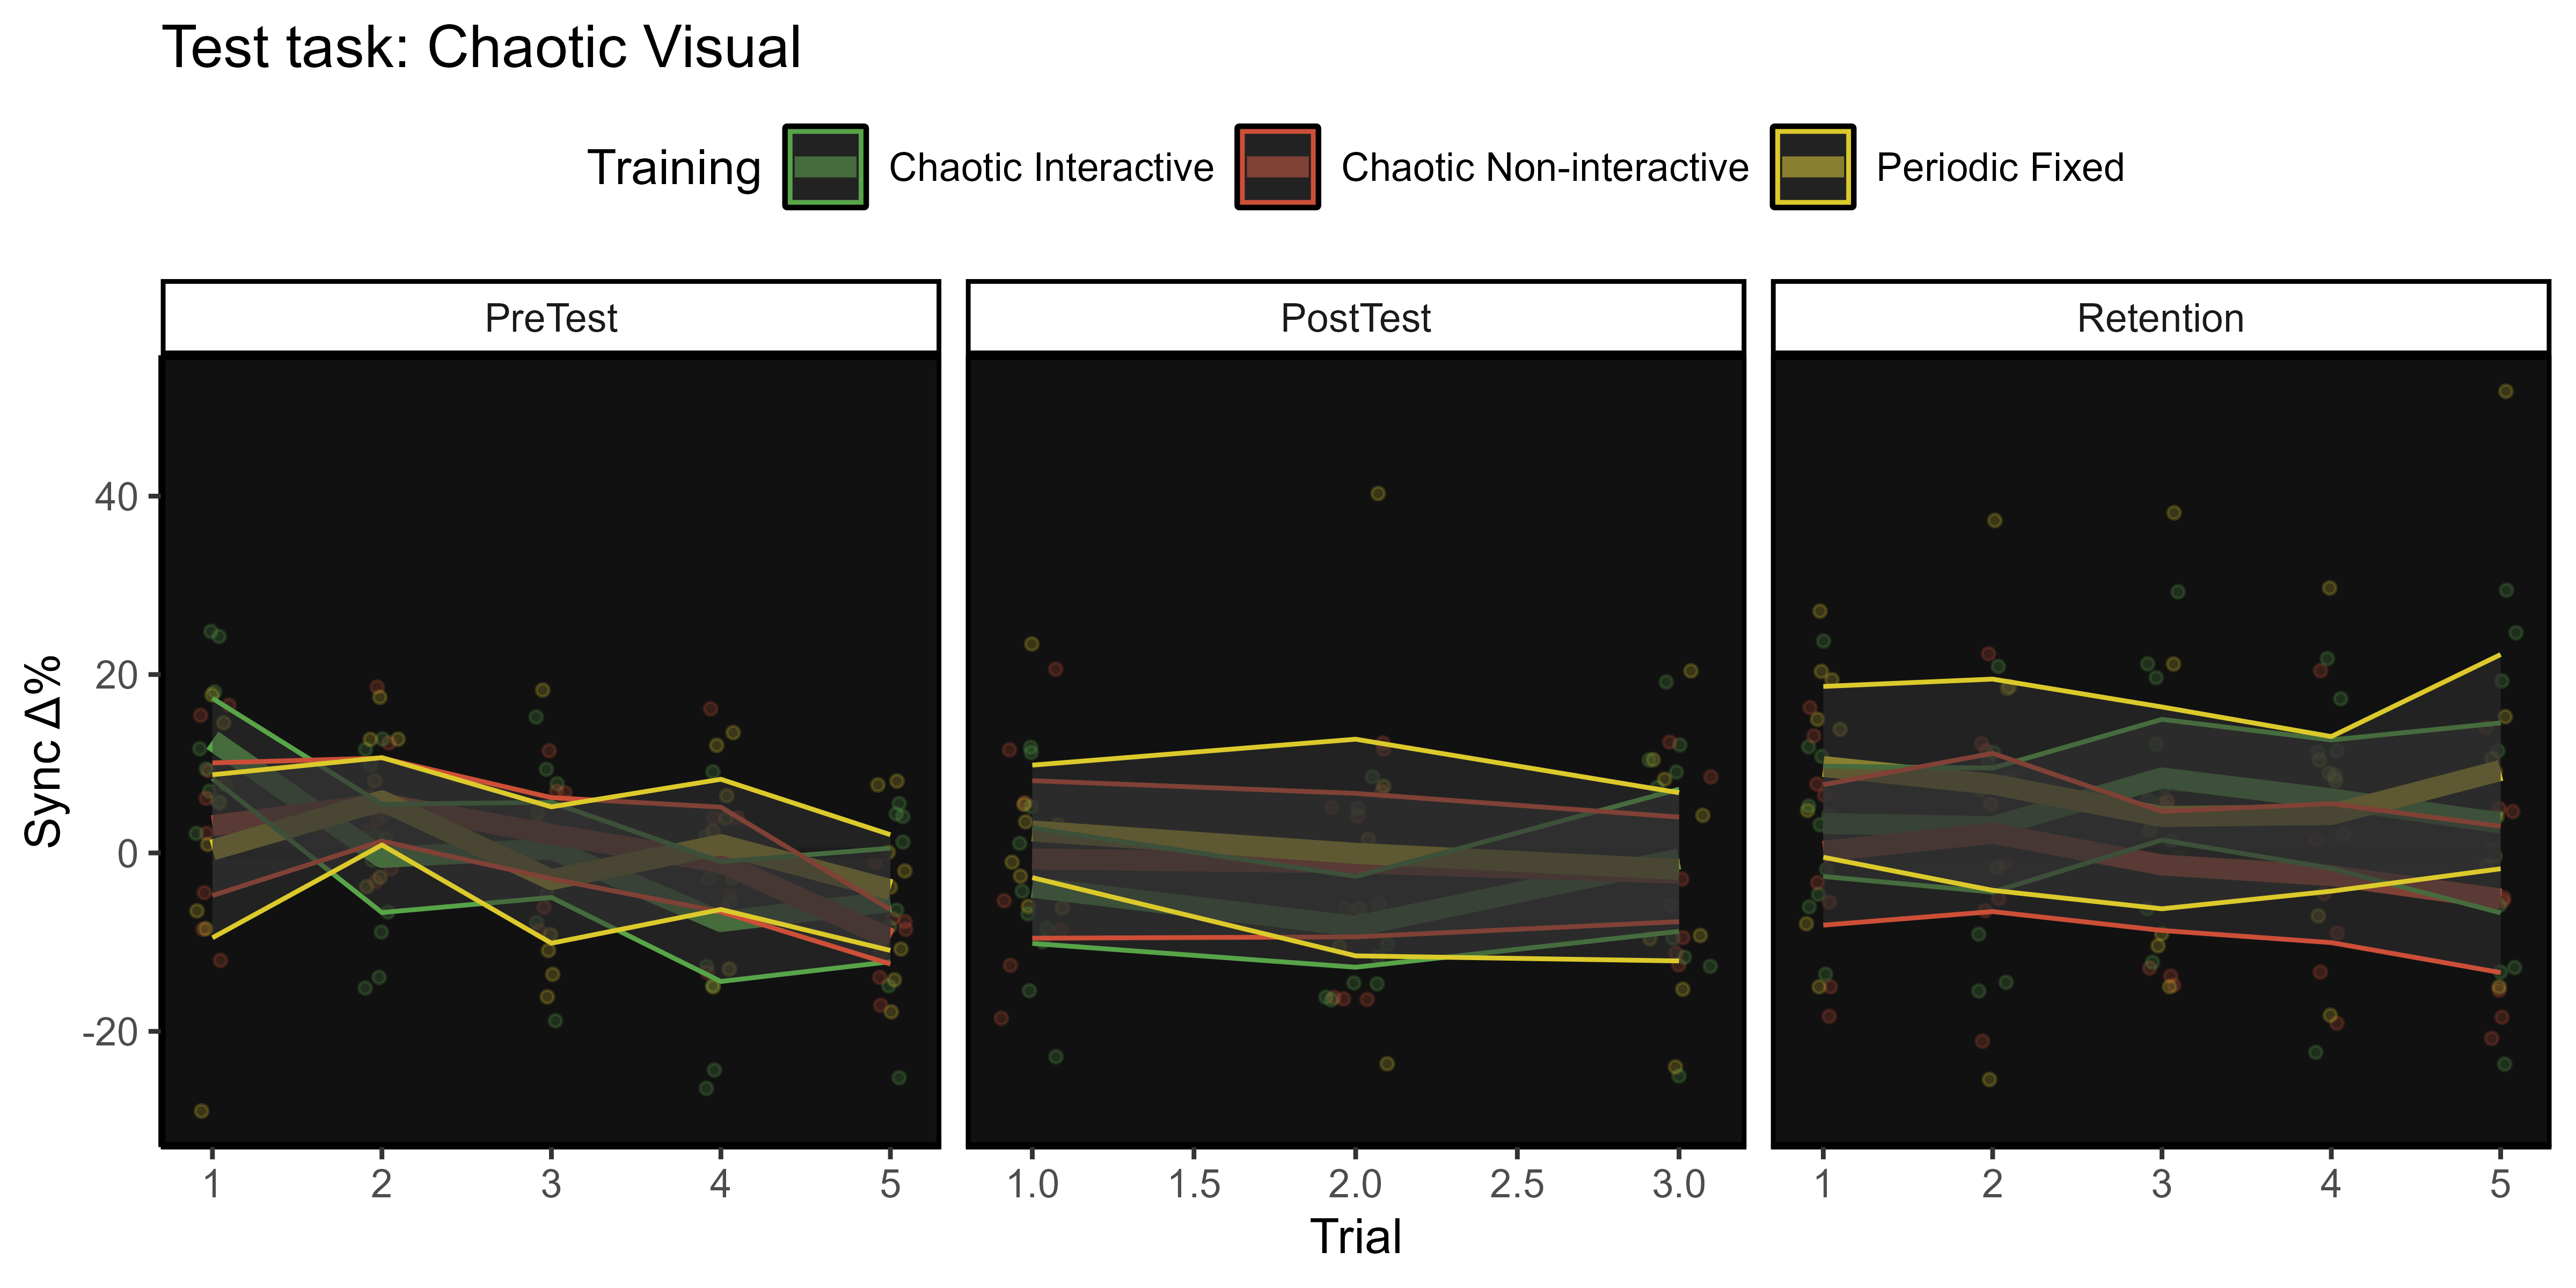 Test task: Chaotic Visual
Training Chaotic Interactive Chaotic Non-interactive Periodic Fixed
PreTest PostTest Retention
Sync Δ%
40
20
0
-20
1 2 3 4 5 1.0 1.5 2.0 2.5 3.0 1 2 3 4 5
Trial